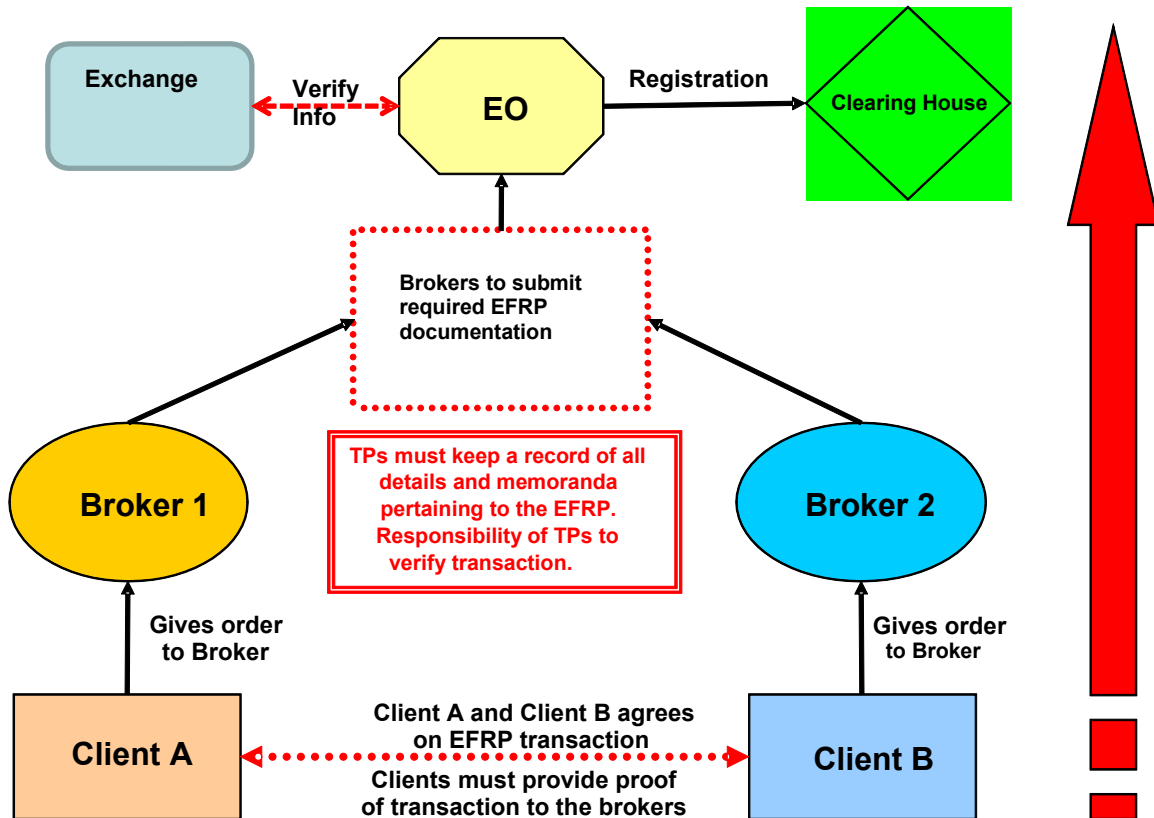 Exchange
Verify
Info
EO
Registration
Clearing House
Brokers to submit
required EFRP
documentation
TPs must keep a record of all
details and memoranda
pertaining to the EFRP.
Responsibility of TPs to
verify transaction.
Broker 1
Broker 2
Gives order
to Broker
Gives order
to Broker
Client A
Client A and Client B agrees
on EFRP transaction
Clients must provide proof
of transaction to the brokers
Client B